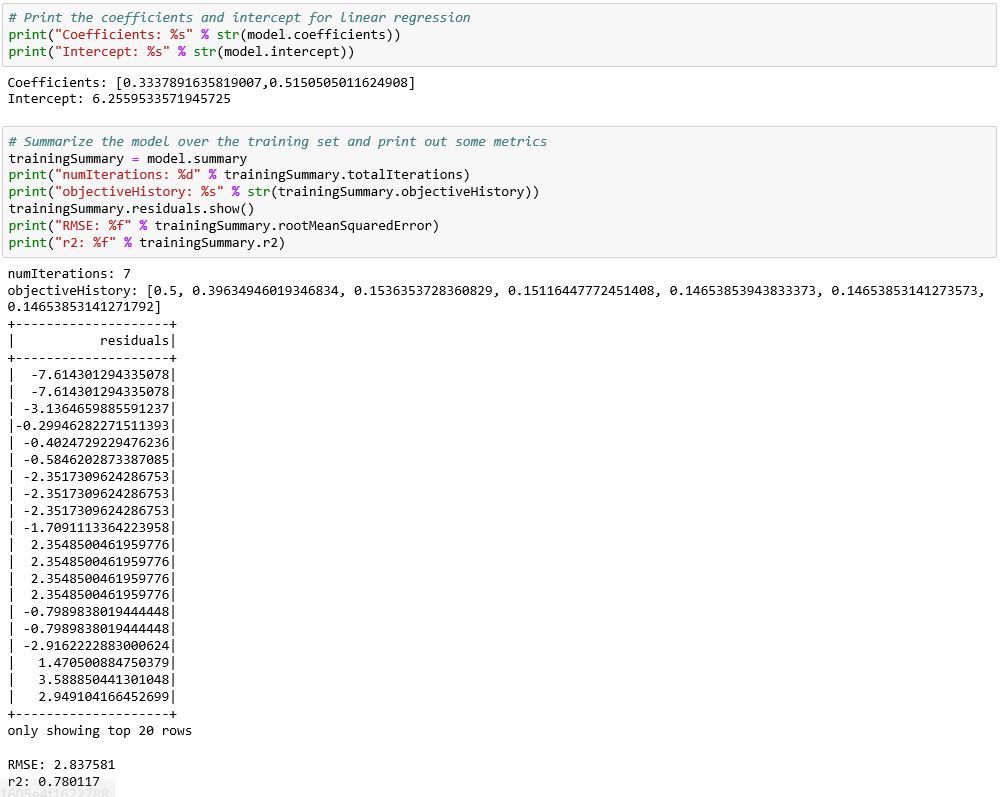 # Print the coefficients and intercept for linear regression
print("Coefficients: %s" % str(model.coefficients))
print("Intercept: %s" % str(model.intercept))
Coefficients: [0.3337891635819007,0.5150505011624908]
Intercept: 6.2559533571945725
# Summarize the model over the training set and print out some metrics
trainingSummary = model.summary
print("numIterations: %d" % trainingSummary.totalIterations)
print("objectiveHistory: %s" % str(trainingSummary.objectiveHistory))
trainingSummary.residuals.show()
print("RMSE: %f" % trainingSummary.rootMeanSquaredError)
print("r2: %f" % trainingSummary.r2)
numIterations: 7
objectiveHistory: [0.5, 0.39634946019346834, 0.1536353728360829, 0.15116447772451408, 0.14653853943833373, 0.14653853141273573,
0.14653853141271792]
+--------------------+
|           residuals|
+--------------------+
|  -7.614301294335078|
|  -7.614301294335078|
| -3.1364659885591237|
|-0.29946282271511393|
| -0.4024729229476236|
| -0.5846202873387085|
| -2.3517309624286753|
| -2.3517309624286753|
| -2.3517309624286753|
| -1.7091113364223958|
|  2.3548500461959776|
|  2.3548500461959776|
|  2.3548500461959776|
|  2.3548500461959776|
| -0.7989838019444448|
| -0.7989838019444448|
| -2.9162222883000624|
|   1.470500884750379|
|   3.588850441301048|
|   2.949104166452699|
+--------------------+
only showing top 20 rows
RMSE: 2.837581
r2: 0.780117